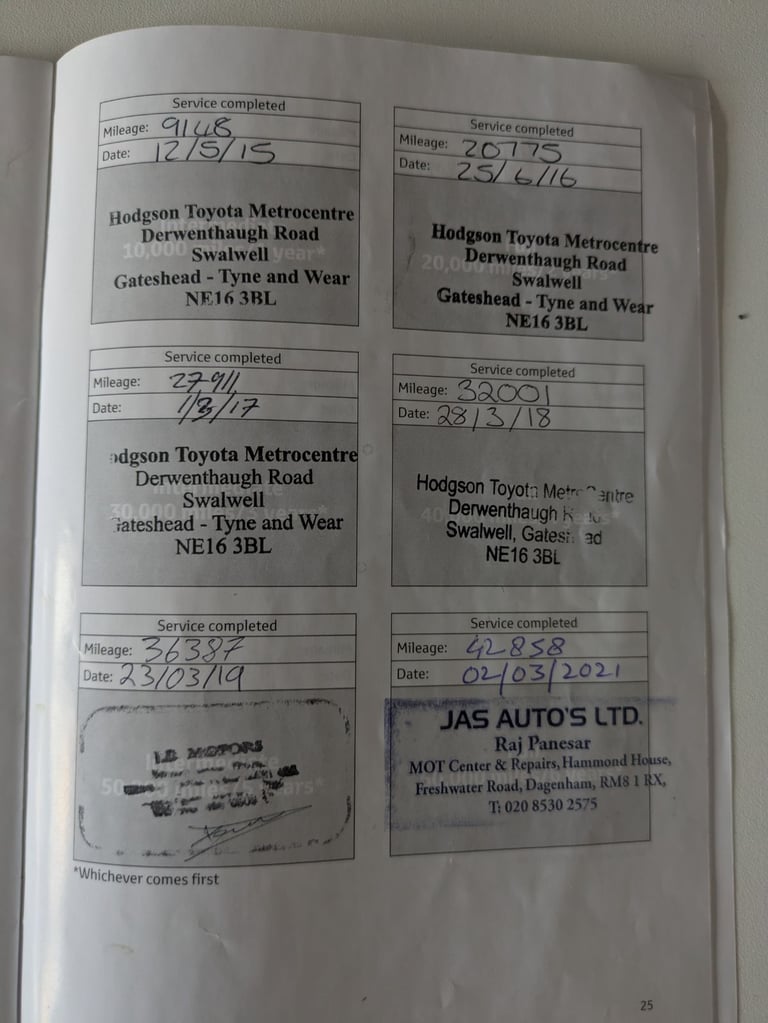 Service completed
Mileage: 9148
Date: 12/5/15
Hodgson Toyota Metrocentre
Derwenthaugh Road
Swalwell
Gateshead - Tyne and Wear
NE16 3BL
Service completed
Mileage: 20775
Date: 25/6/16
Hodgson Toyota Metrocentre
Derwenthaugh Road
Swalwell
Gateshead - Tyne and Wear
NE16 3BL
Service completed
Mileage: 27911
Date: 1/3/17
dgson Toyota Metrocentre
Derwenthaugh Road
Swalwell
ateshead - Tyne and Wear
NE16 3BL
Service completed
Mileage: 32001
Date: 28/3/18
Hodgson Toyota Metrocentre
Derwenthaugh
Swalwell, Gateshead
NE16 3BL
Service completed
Mileage: 36387
Date: 23/03/19
MOTORS
Service completed
Mileage: 42858
Date: 02/03/2021
JAS AUTO'S LTD.
Raj Panesar
MOT Center & Repairs, Hammond House,
Freshwater Road, Dagenham, RM8 1 RX,
T: 020 8530 2575
*Whichever comes first
25